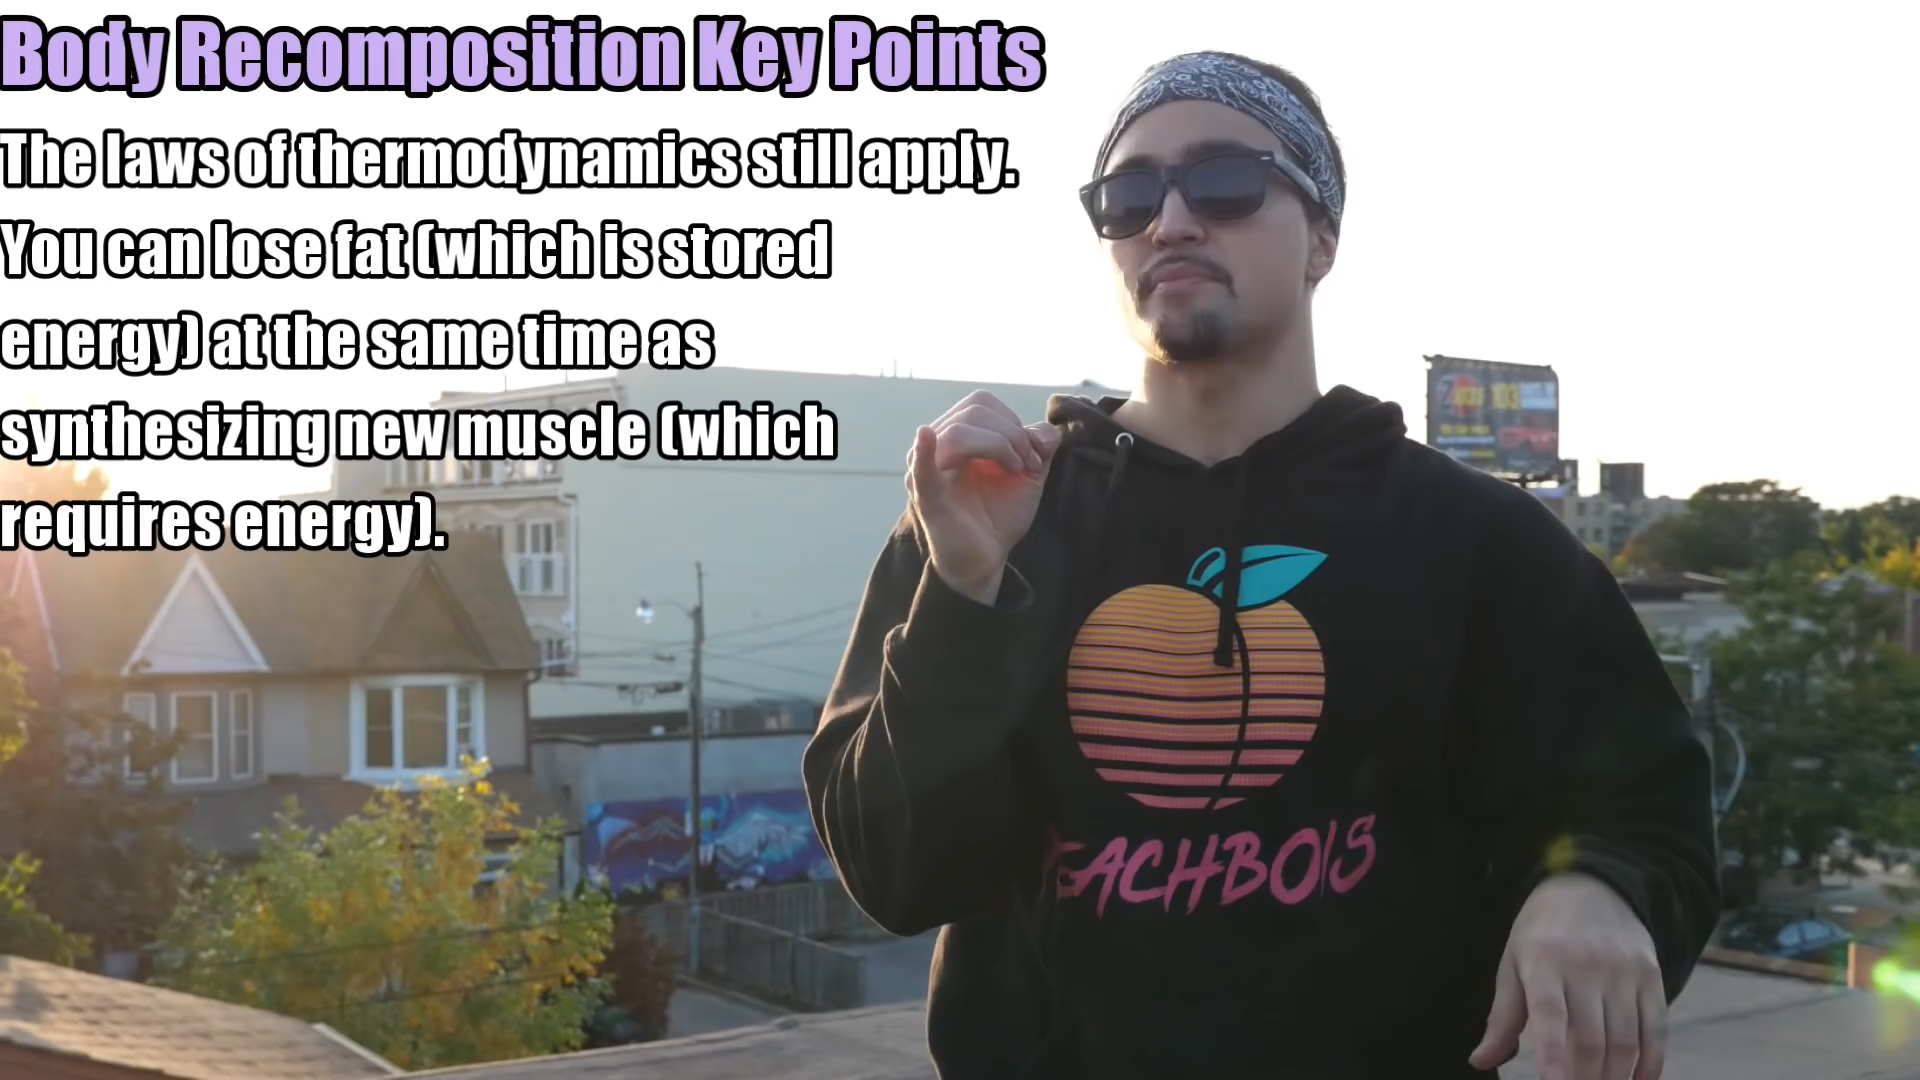 Body Recomposition Key Points
The laws of thermodynamics still apply.
You can lose fat (which is stored
energy) at the same time as
synthesizing new muscle (which
requires energy).
103